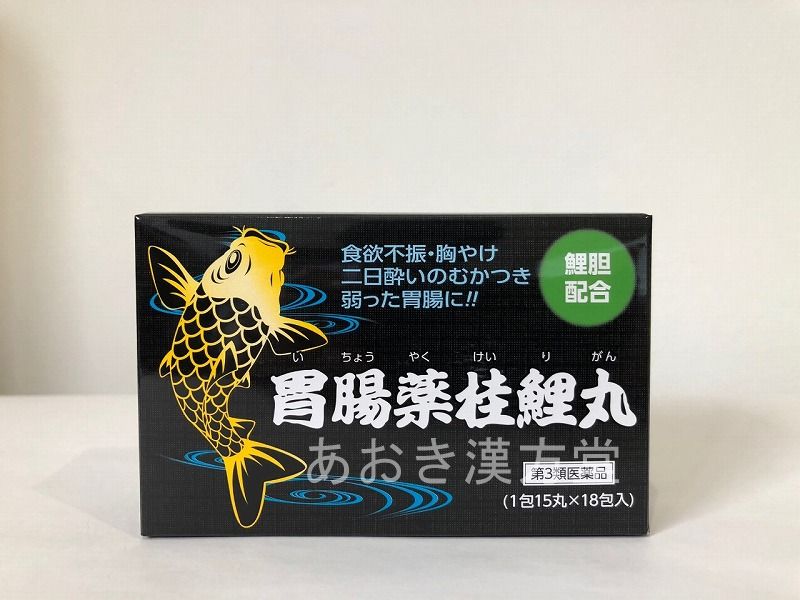 食欲不振・胸やけ
二日酔いのむかつき
弱った胃腸に!!
鯉胆
配合
い ちょう やく けい り がん
胃腸薬桂鯉丸
あおき漢方堂
第3類医薬品
(1包15丸×18包入)